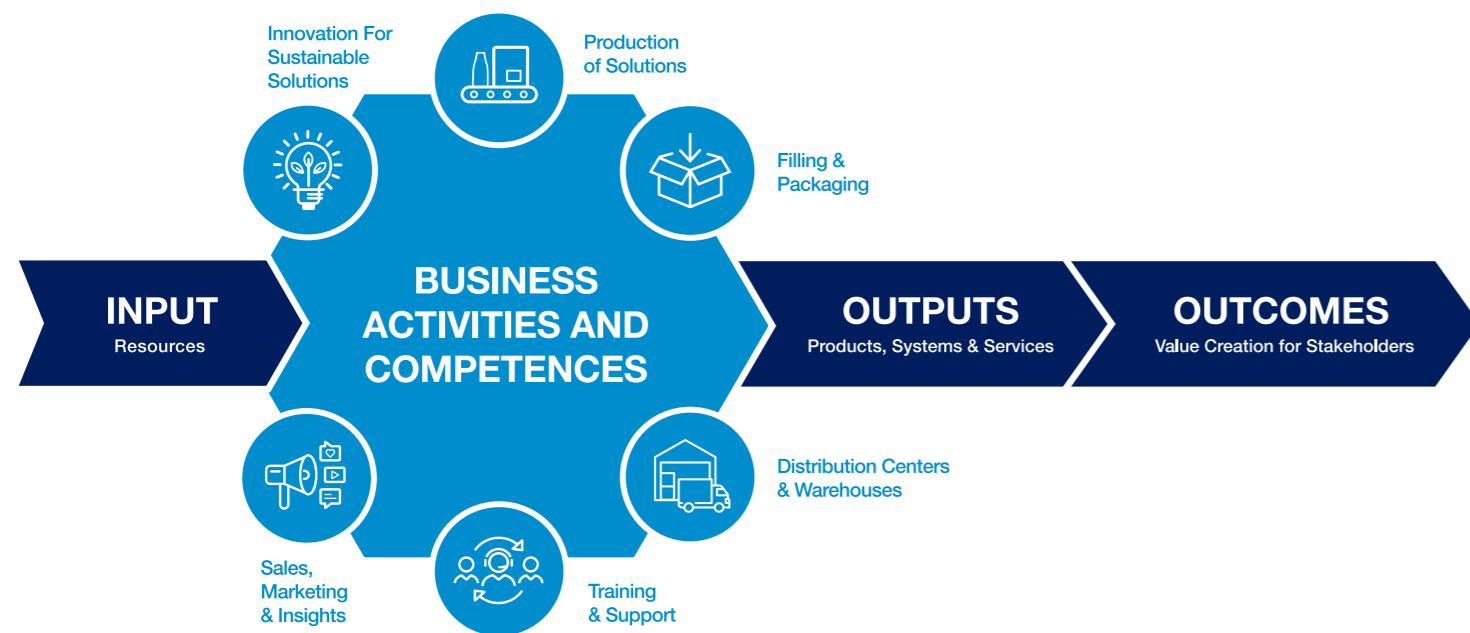 Innovation For
Sustainable
Solutions
Production
of Solutions
Filling &
Packaging
INPUT
Resources
BUSINESS
ACTIVITIES AND
COMPETENCES
OUTPUTS
Products, Systems & Services
OUTCOMES
Value Creation for Stakeholders
Distribution Centers
& Warehouses
Sales,
Marketing
& Insights
Training
& Support